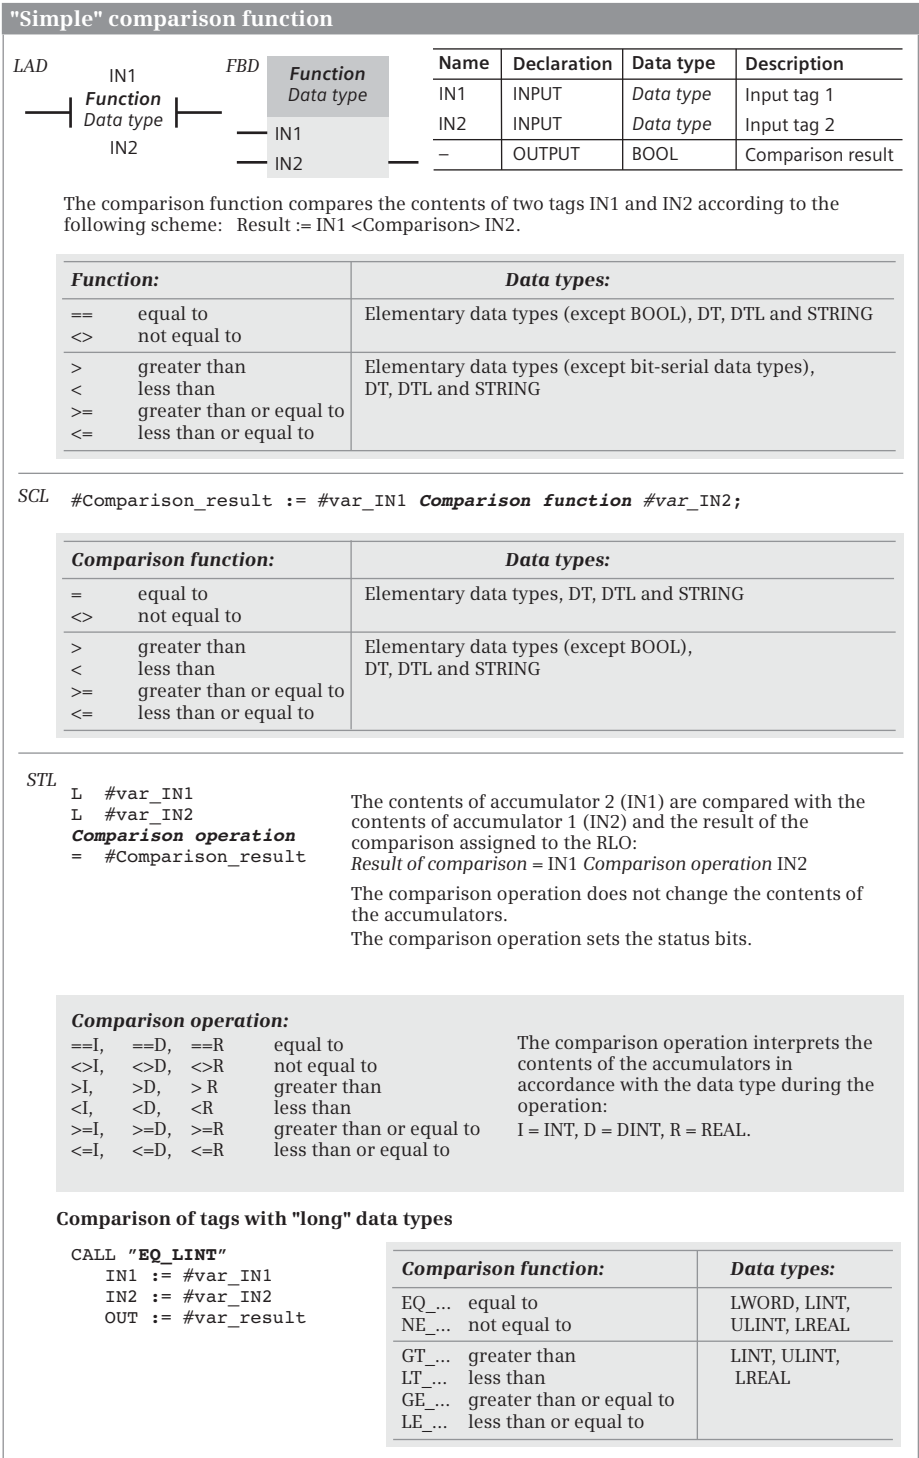 "Simple" comparison function
LAD
IN1
Function
Data type
IN2
FBD
Function
Data type
IN1
IN2
Name Declaration Data type Description
IN1 INPUT Data type Input tag 1
IN2 INPUT Data type Input tag 2
– OUTPUT BOOL Comparison result
The comparison function compares the contents of two tags IN1 and IN2 according to the
following scheme: Result := IN1 <Comparison> IN2.
Function: Data types:
== equal to Elementary data types (except BOOL), DT, DTL and STRING
<> not equal to
> greater than Elementary data types (except bit-serial data types),
< less than DT, DTL and STRING
>= greater than or equal to
<= less than or equal to
SCL #Comparison_result := #var_IN1 Comparison function #var_IN2;
Comparison function: Data types:
= equal to Elementary data types, DT, DTL and STRING
<> not equal to
> greater than Elementary data types (except BOOL),
< less than DT, DTL and STRING
>= greater than or equal to
<= less than or equal to
STL
L #var_IN1
L #var_IN2
Comparison operation
= #Comparison_result
The contents of accumulator 2 (IN1) are compared with the
contents of accumulator 1 (IN2) and the result of the
comparison assigned to the RLO:
Result of comparison = IN1 Comparison operation IN2
The comparison operation does not change the contents of
the accumulators.
The comparison operation sets the status bits.
Comparison operation:
==I, ==D, ==R equal to
<>I, <>D, <>R not equal to
>I, >D, > R greater than
<I, <D, <R less than
>=I, >=D, >=R greater than or equal to
<=I, <=D, <=R less than or equal to
The comparison operation interprets the
contents of the accumulators in
accordance with the data type during the
operation:
I = INT, D = DINT, R = REAL.
Comparison of tags with "long" data types
CALL "EQ_LINT"
IN1 := #var_IN1
IN2 := #var_IN2
OUT := #var_result
Comparison function: Data types:
EQ_... equal to LWORD, LINT,
NE_... not equal to ULINT, LREAL
GT_... greater than LINT, ULINT,
LT_... less than LREAL
GE_... greater than or equal to
LE_... less than or equal to